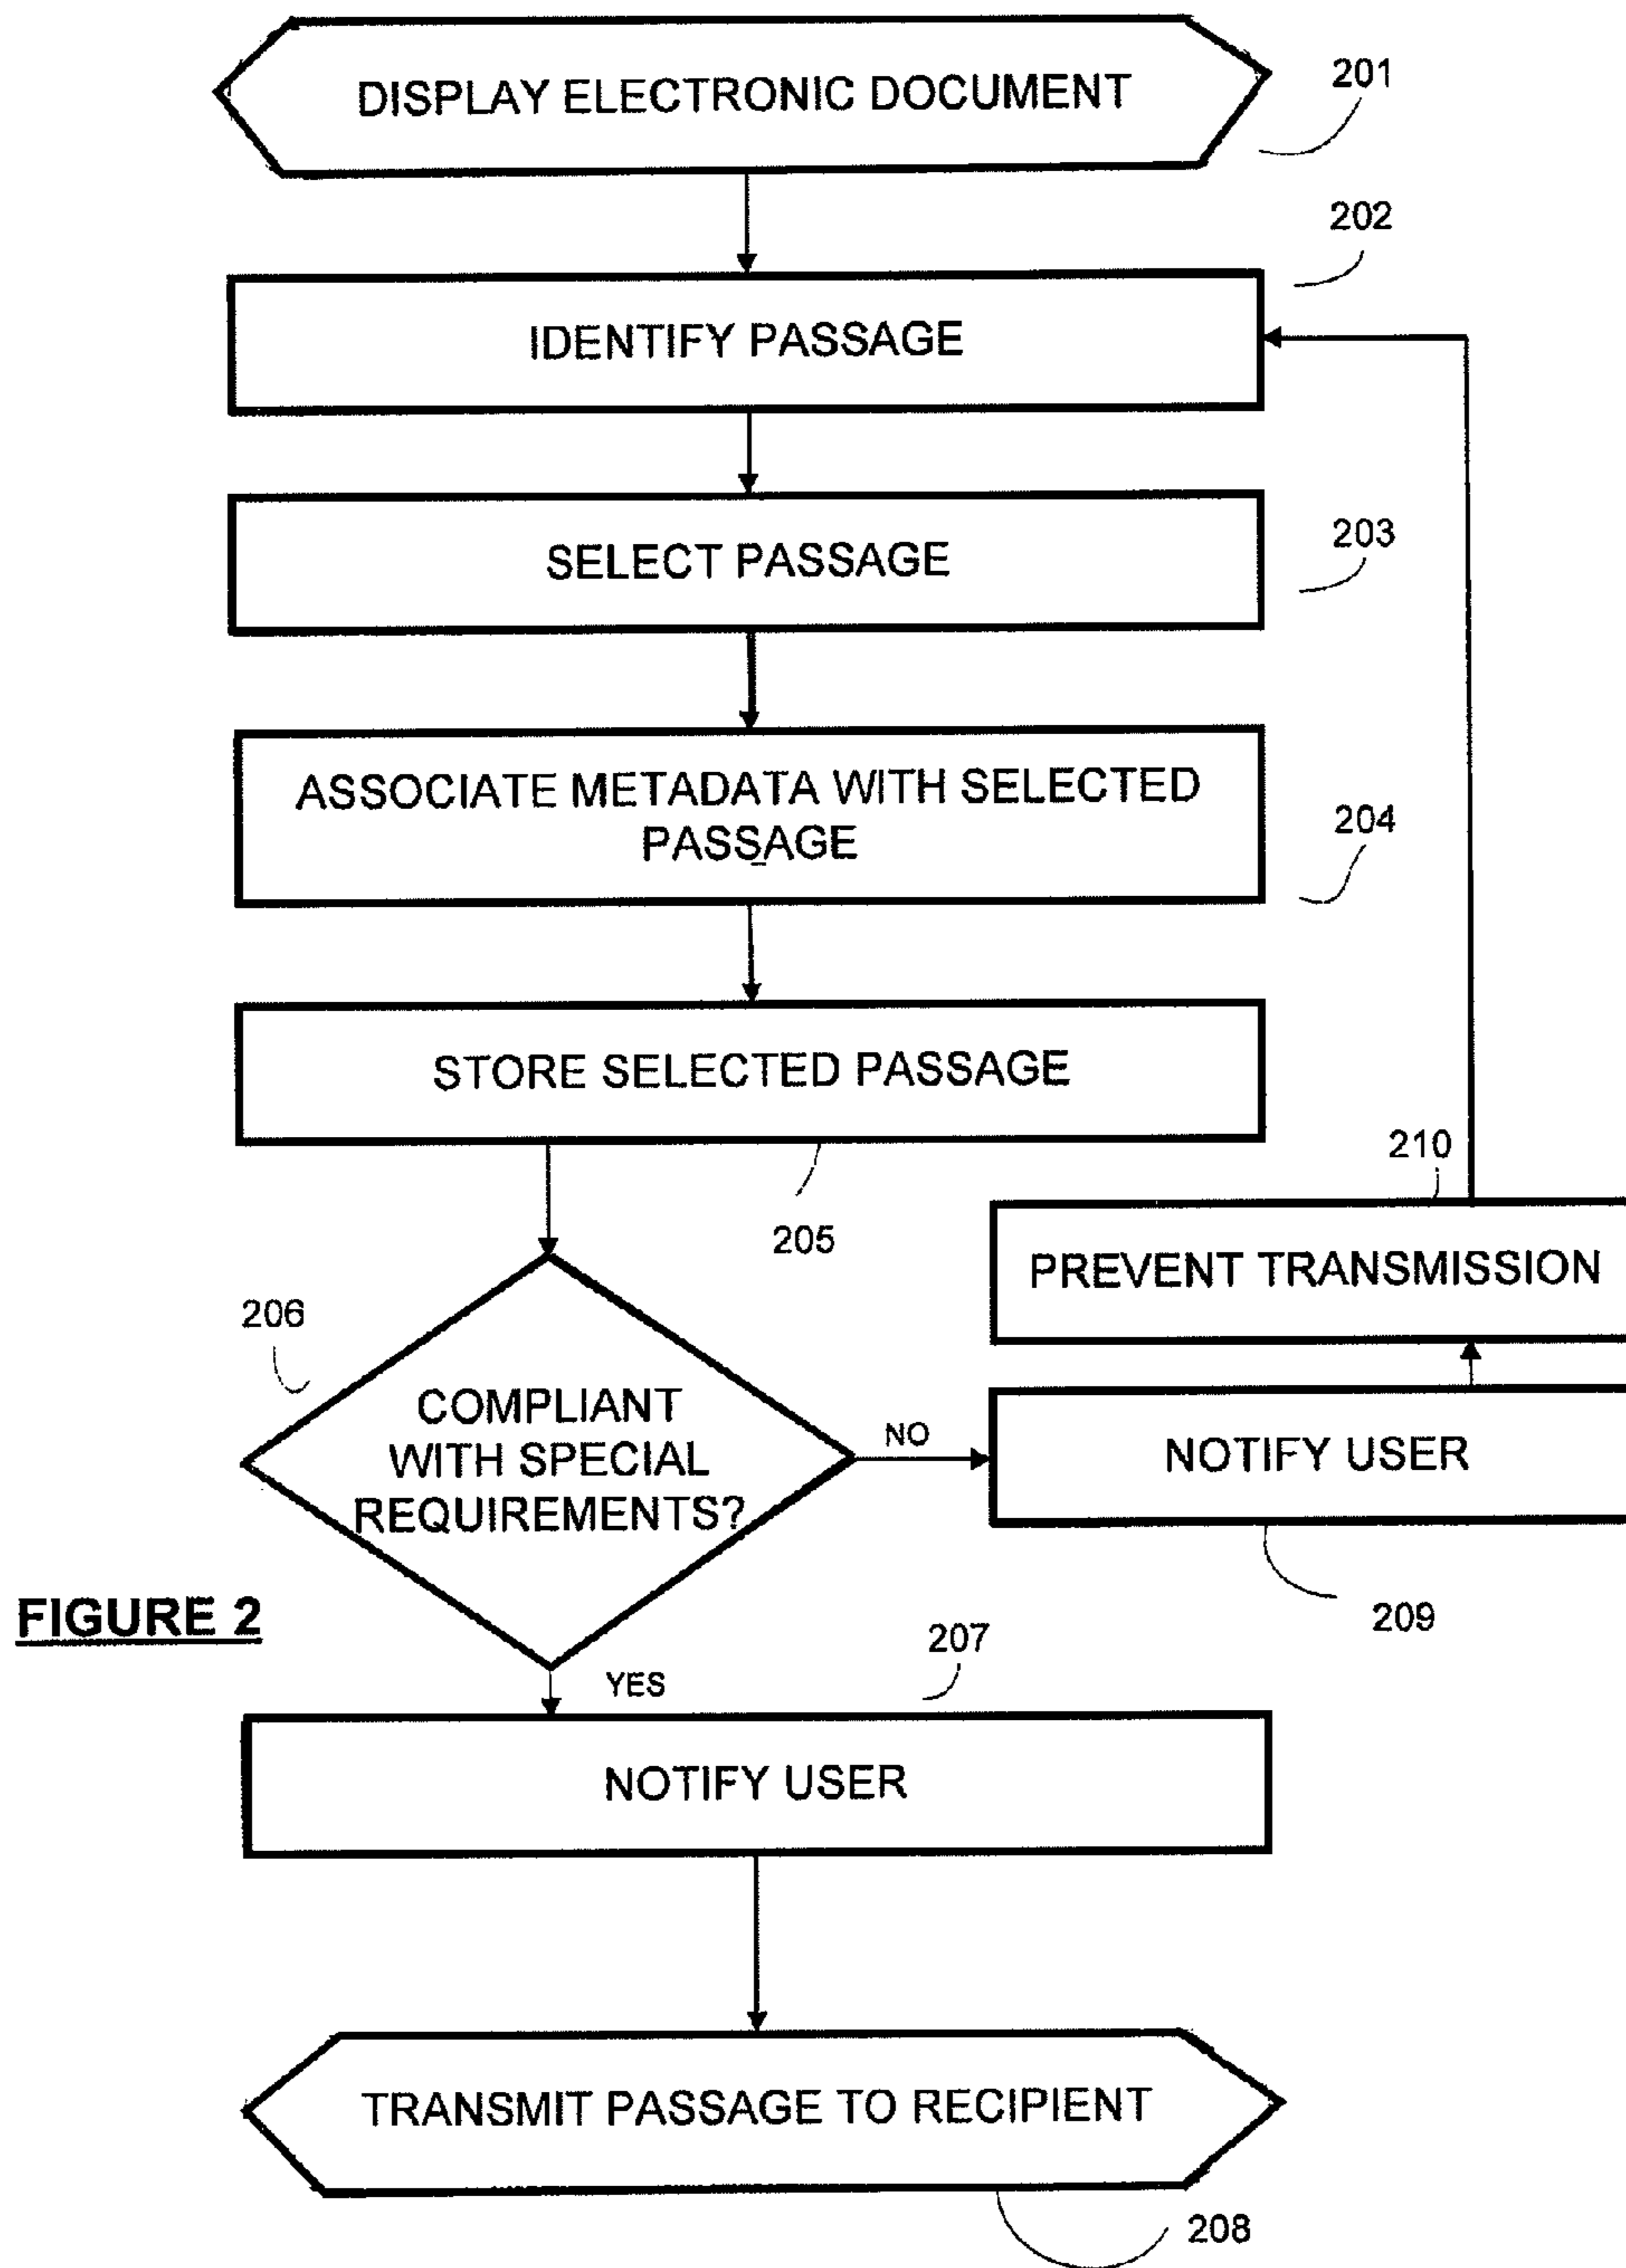 DISPLAY ELECTRONIC DOCUMENT
201
202
IDENTIFY PASSAGE
SELECT PASSAGE
203
ASSOCIATE METADATA WITH SELECTED
PASSAGE
204
STORE SELECTED PASSAGE
205
210
PREVENT TRANSMISSION
206
COMPLIANT
WITH SPECIAL
REQUIREMENTS?
NO
NOTIFY USER
209
FIGURE 2
YES
207
NOTIFY USER
TRANSMIT PASSAGE TO RECIPIENT
208